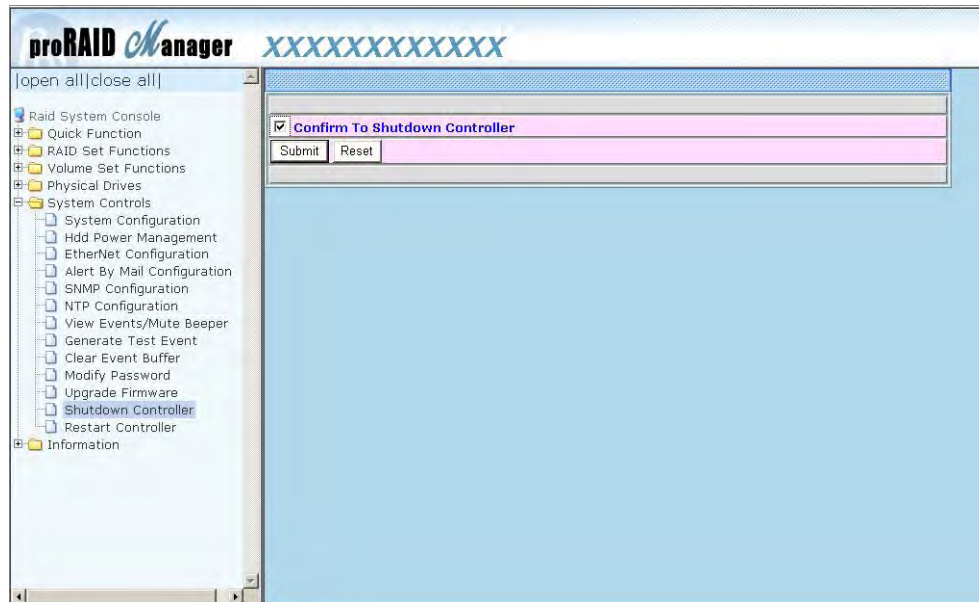 proRAID Manager
XXXXXXXXXXXX
|open all|close all|
Raid System Console
Quick Function
RAID Set Functions
Volume Set Functions
Physical Drives
System Controls
System Configuration
Hdd Power Management
EtherNet Configuration
Alert By Mail Configuration
SNMP Configuration
NTP Configuration
View Events/Mute Beeper
Generate Test Event
Clear Event Buffer
Modify Password
Upgrade Firmware
Shutdown Controller
Restart Controller
Information
Confirm To Shutdown Controller
Submit Reset